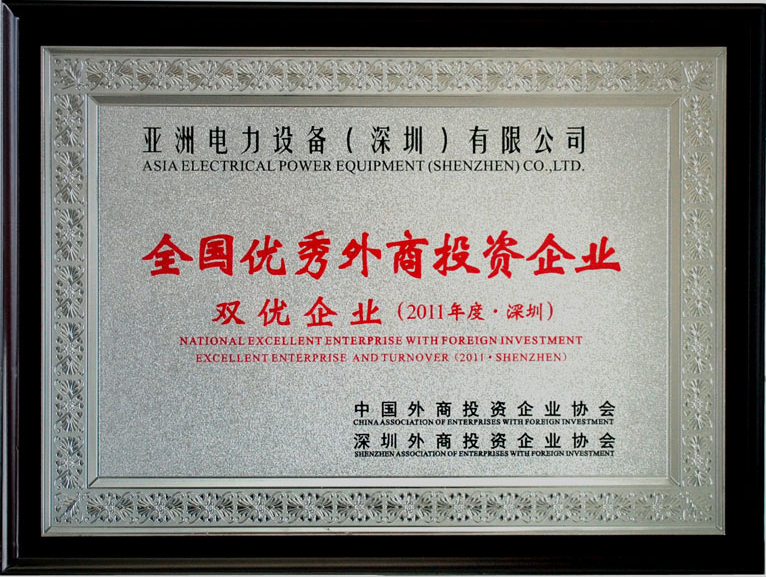 亚洲电力设备（深圳）有限公司
ASIA ELECTRICAL POWER EQUIPMENT (SHENZHEN) CO.,LTD.
全国优秀外商投资企业
双优企业（2011年度·深圳）
NATIONAL EXCELLENT ENTERPRISE WITH FOREIGN INVESTMENT
EXCELLENT ENTERPRISE AND TURNOVER (2011·SHENZHEN)
中国外商投资企业协会
CHINA ASSOCIATION OF ENTERPRISES WITH FOREIGN INVESTMENT
深圳外商投资企业协会
SHENZHEN ASSOCIATION OF ENTERPRISES WITH FOREIGN INVESTMENT